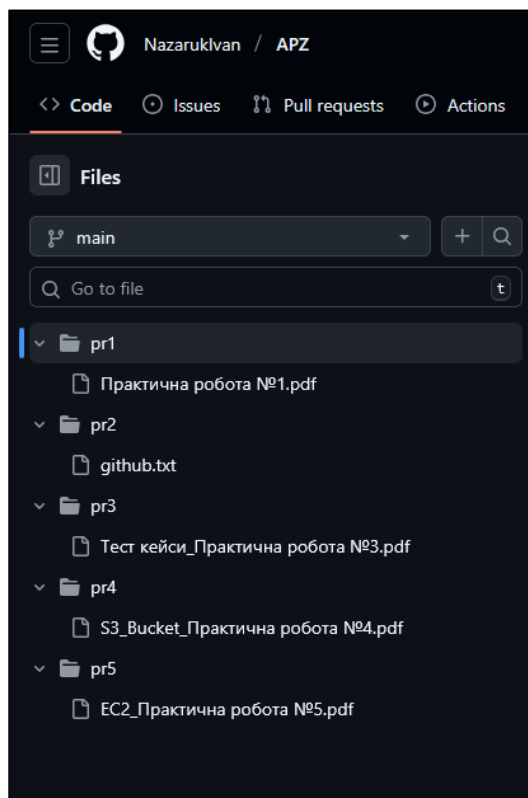 NazarukIvan / APZ
Code Issues Pull requests Actions
Files
main
Go to file t
pr1
Практична робота №1.pdf
pr2
github.txt
pr3
Тест кейси_Практична робота №3.pdf
pr4
S3_Bucket_Практична робота №4.pdf
pr5
EC2_Практична робота №5.pdf